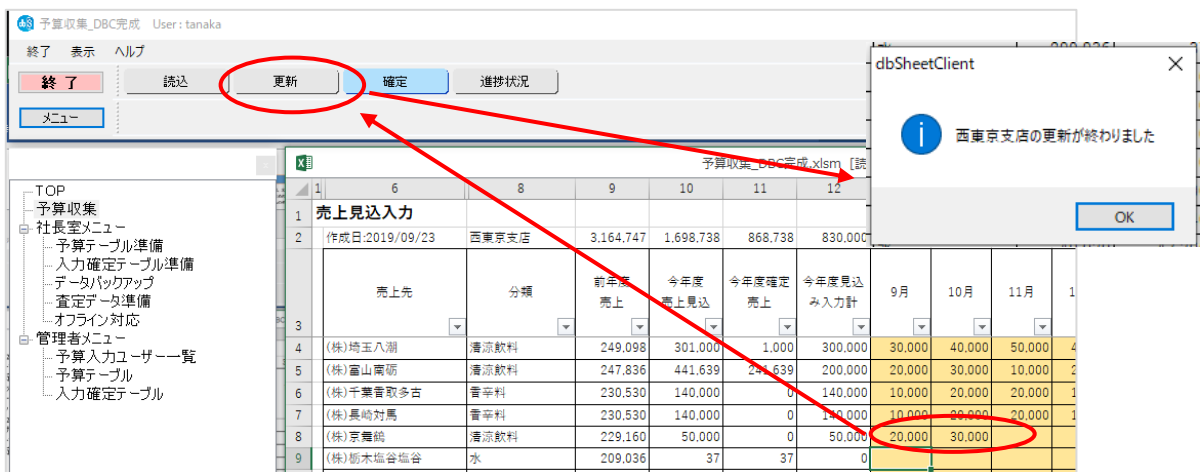 dbS 予算収集_DBC完成 User : tanaka
終了 表示 ヘルプ
終 了 読込 更新 確定 進捗状況
メニュー
dbSheetClient
西東京支店の更新が終わりました
OK
TOP
予算収集
社長室メニュー
予算テーブル準備
入力確定テーブル準備
データバックアップ
査定データ準備
オフライン対応
管理者メニュー
予算入力ユーザー一覧
予算テーブル
入力確定テーブル
予算収集_DBC完成.xlsm [読
1 6 8 9 10 11 12
1 売上見込入力
2 作成日:2019/09/23 西東京支店 3,164,747 1,698,738 868,738 830,000
3 売上先 分類 前年度 売上 今年度 売上見込 今年度確定 売上 今年度見込 み入力計 9月 10月 11月 1
4 (株)埼玉八潮 清涼飲料 249,098 301,000 1,000 300,000 30,000 40,000 50,000
5 (株)富山南砺 清涼飲料 247,836 441,639 241,639 200,000 20,000 30,000 10,000
6 (株)千葉香取多古 香辛料 230,530 140,000 0 140,000 10,000 20,000 20,000
7 (株)長崎対馬 香辛料 230,530 140,000 0 140,000 10,000 20,000 20,000
8 (株)京舞鶴 清涼飲料 229,160 50,000 0 50,000 20,000 30,000
9 (株)栃木塩谷塩谷 水 209,036 37 37 0